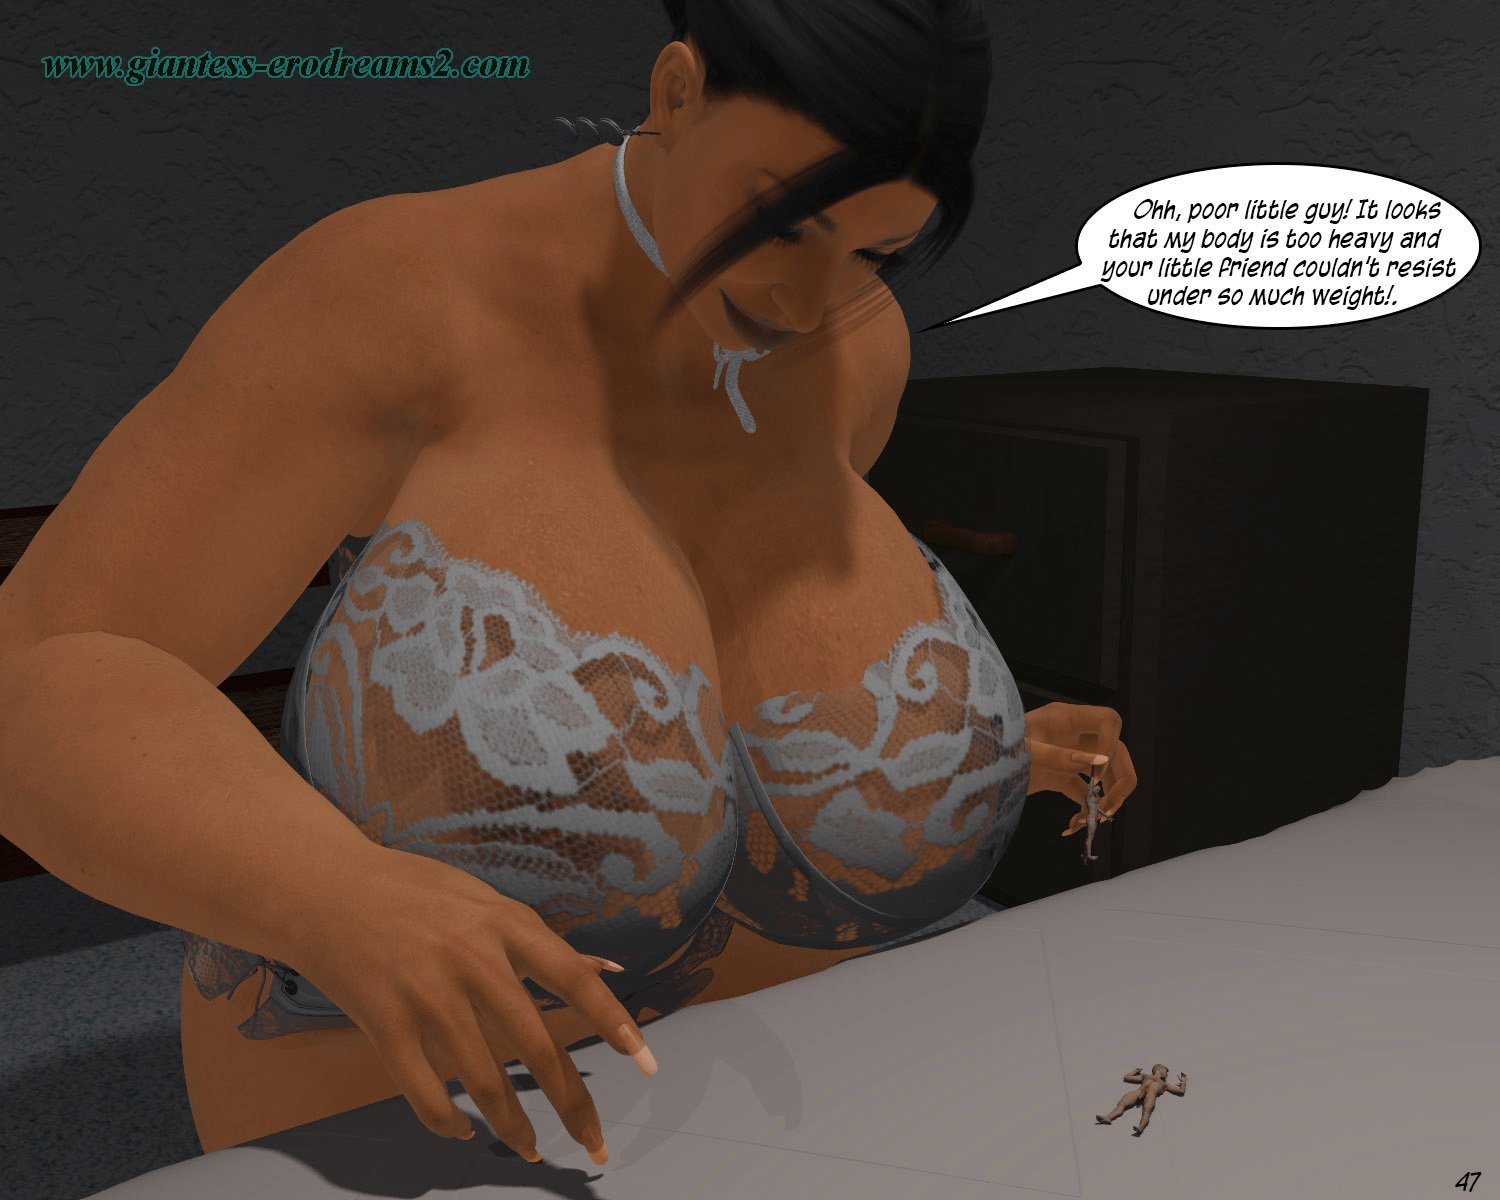 www.giantess-erodreams2.com
Ohh, poor little guy! It looks
that my body is too heavy and
your little friend couldn't resist
under so much weight!.
47